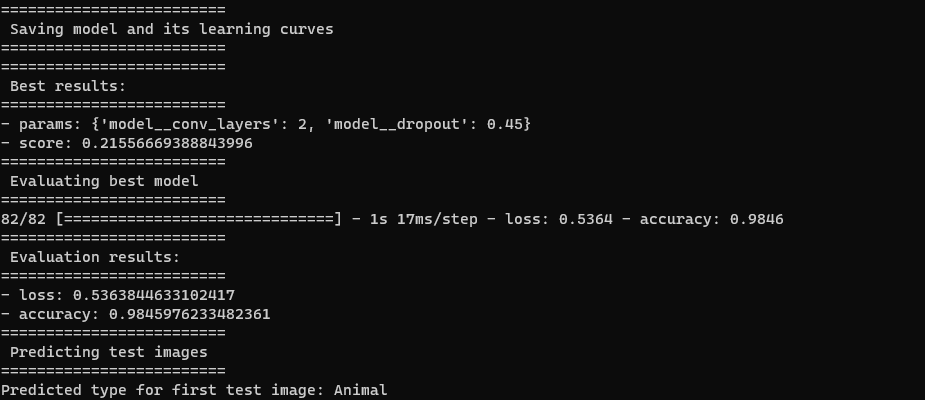 =========================
 Saving model and its learning curves
=========================
=========================
 Best results:
=========================
- params: {'model__conv_layers': 2, 'model__dropout': 0.45}
- score: 0.21556669388843996
=========================
 Evaluating best model
=========================
82/82 [==============================] - 1s 17ms/step - loss: 0.5364 - accuracy: 0.9846
=========================
 Evaluation results:
=========================
- loss: 0.5363844633102417
- accuracy: 0.9845976233482361
=========================
 Predicting test images
=========================
Predicted type for first test image: Animal